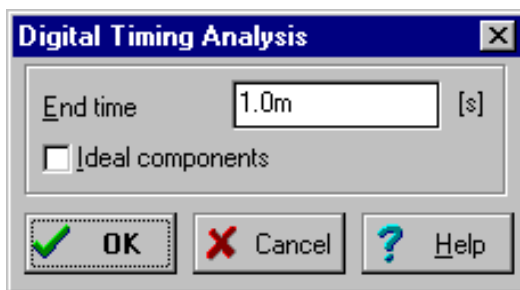 Digital Timing Analysis
End time 1.0m [s]
Ideal components
OK Cancel Help